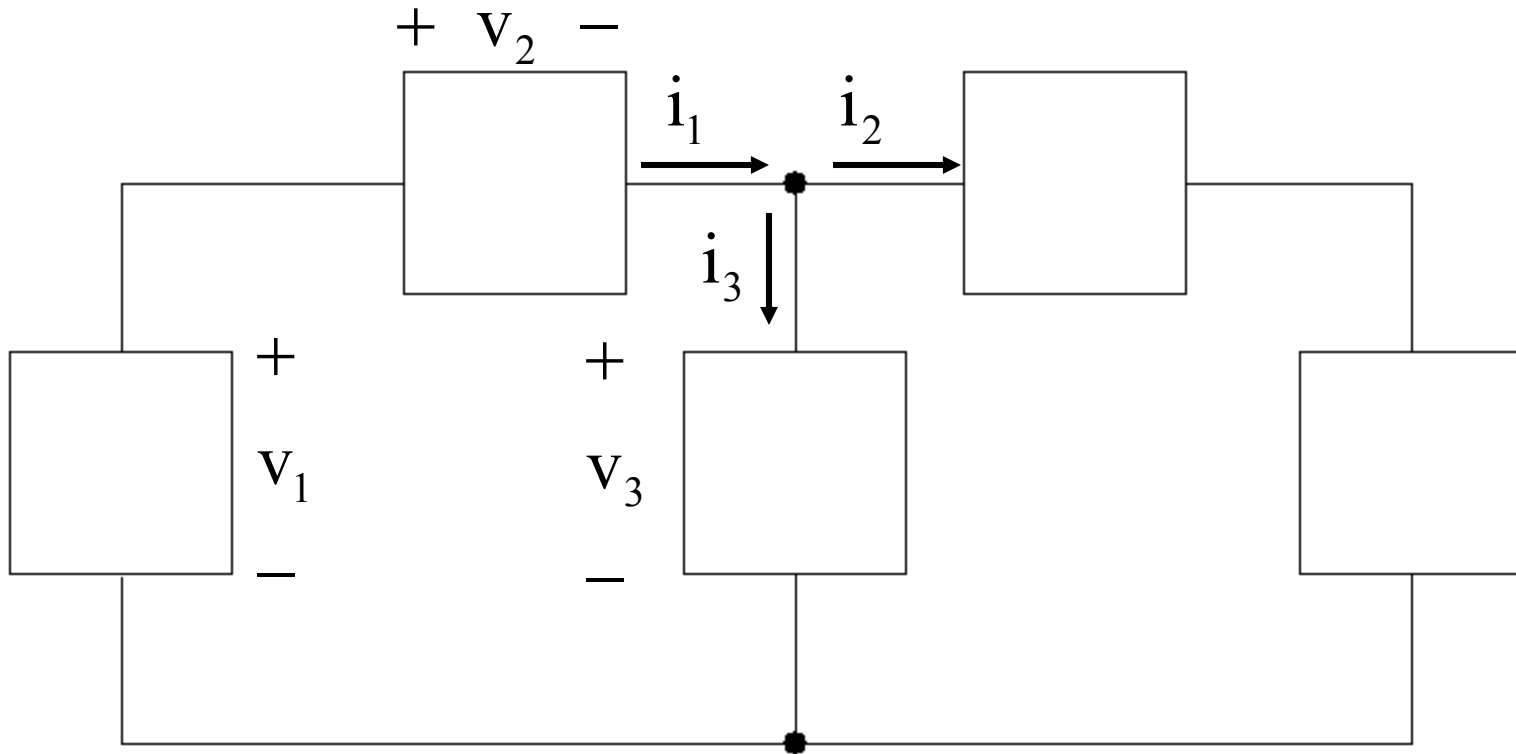 + v₂ −
i₁
i₂
i₃
+
v₁
−
+
v₃
−